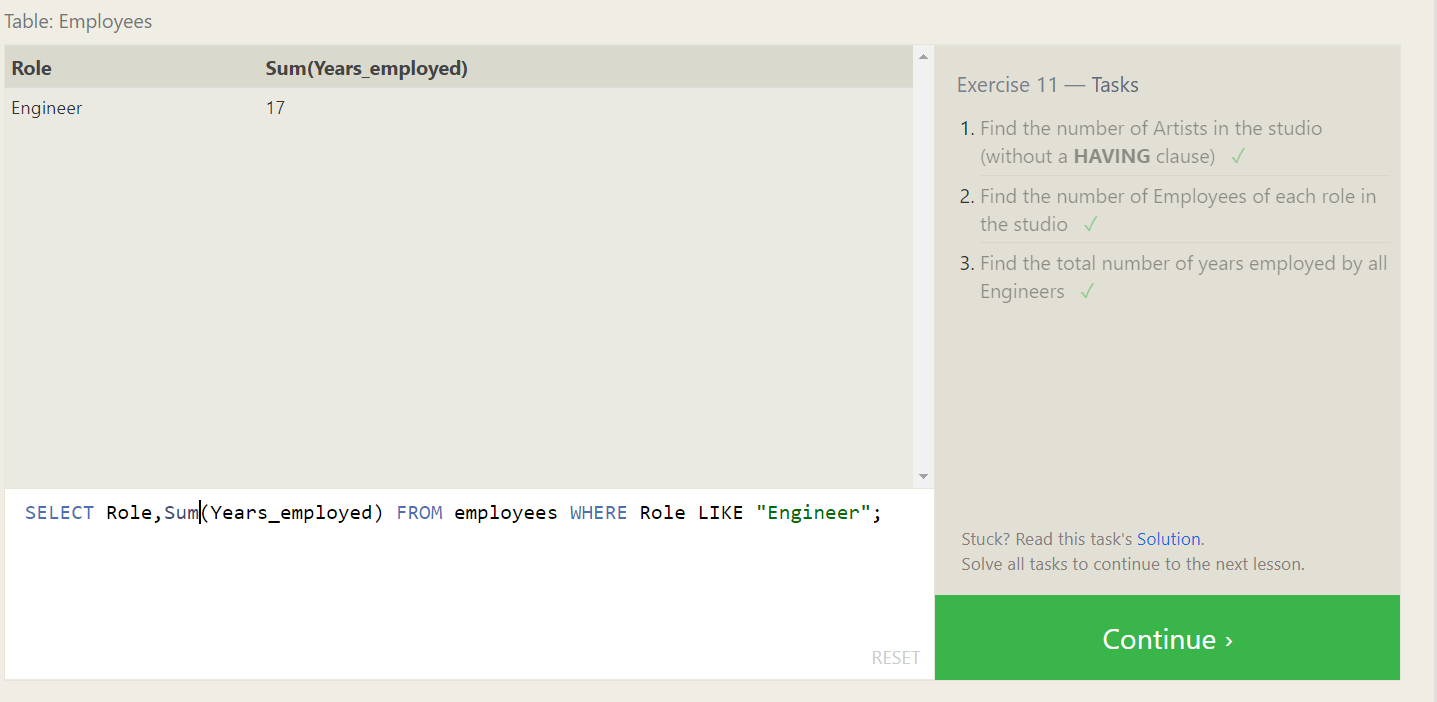 Table: Employees
Role Sum(Years_employed)
Engineer 17
SELECT Role,Sum(Years_employed) FROM employees WHERE Role LIKE "Engineer";
RESET
Exercise 11 — Tasks
1. Find the number of Artists in the studio
(without a HAVING clause) ✓
2. Find the number of Employees of each role in
the studio ✓
3. Find the total number of years employed by all
Engineers ✓
Stuck? Read this task's Solution.
Solve all tasks to continue to the next lesson.
Continue ›